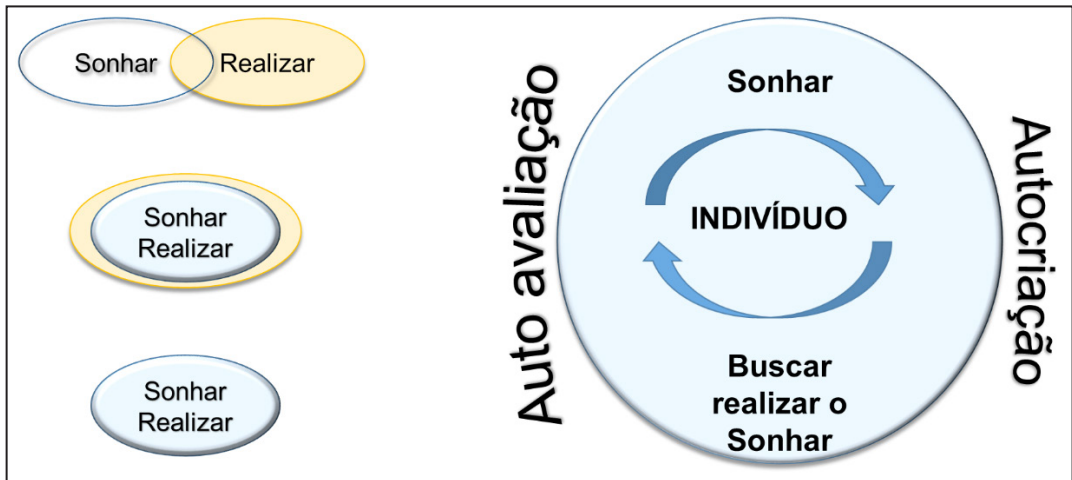 Sonhar Realizar
Sonhar
Realizar
Sonhar
Realizar
Auto avaliação
Sonhar
INDIVÍDUO
Buscar
realizar o
Sonhar
Autocriação